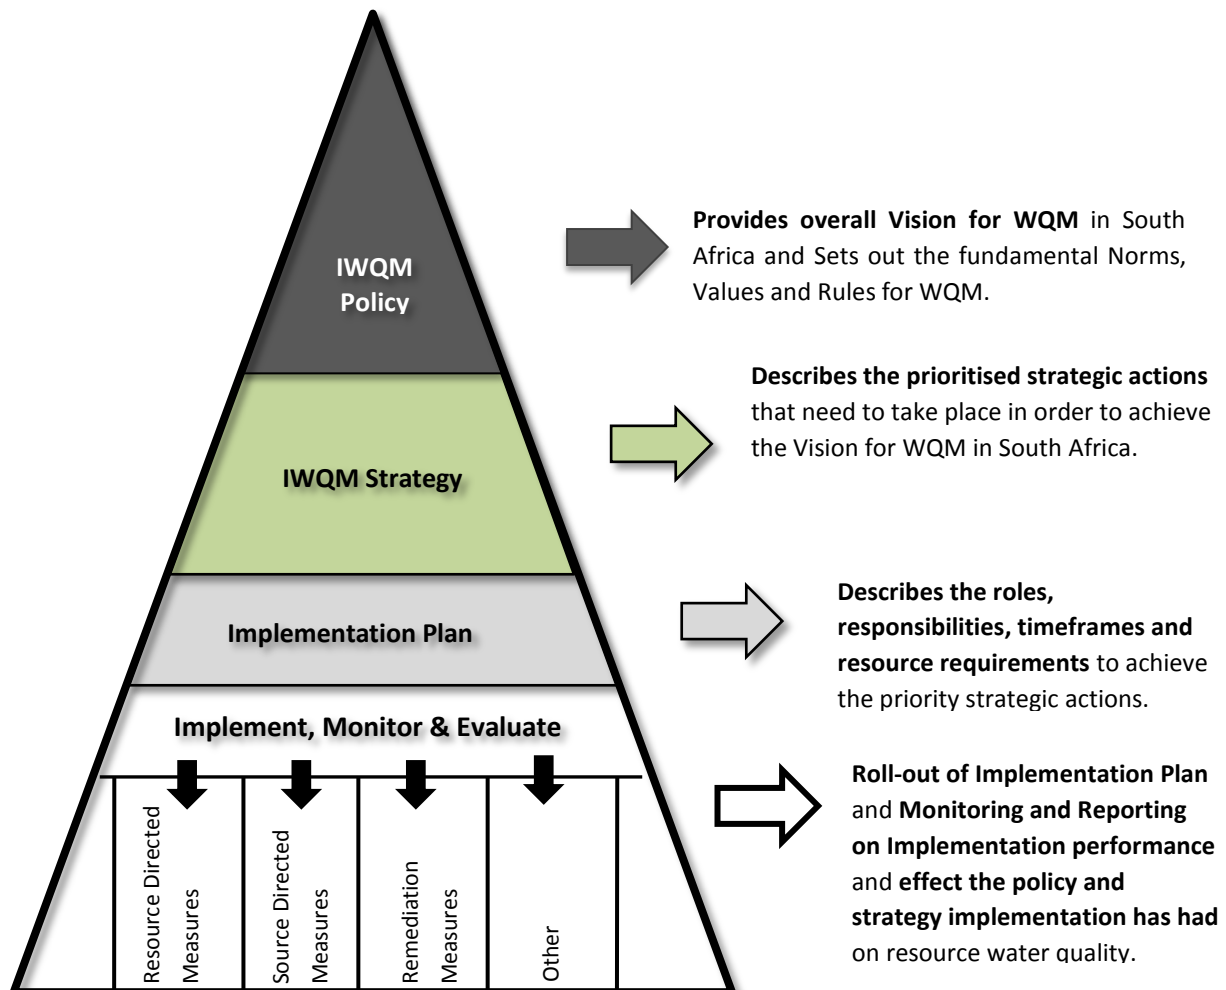 IWQM
Policy
Provides overall Vision for WQM in South
Africa and Sets out the fundamental Norms,
Values and Rules for WQM.
IWQM Strategy
Describes the prioritised strategic actions
that need to take place in order to achieve
the Vision for WQM in South Africa.
Implementation Plan
Describes the roles,
responsibilities, timeframes and
resource requirements to achieve
the priority strategic actions.
Implement, Monitor & Evaluate
Resource Directed
Measures
Source Directed
Measures
Remediation
Measures
Other
Roll-out of Implementation Plan
and Monitoring and Reporting
on Implementation performance
and effect the policy and
strategy implementation has had
on resource water quality.